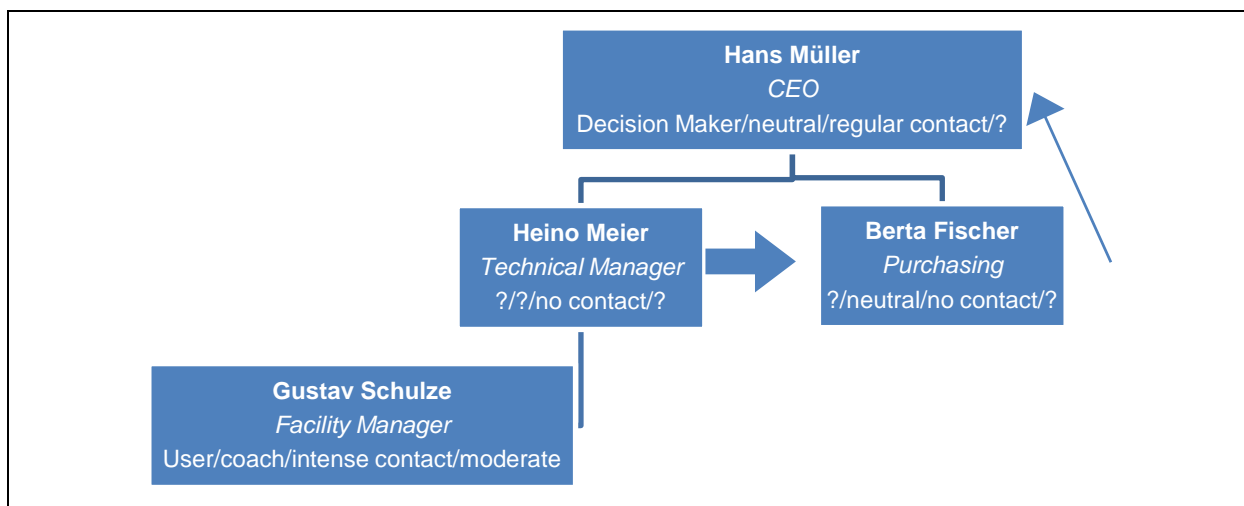 Hans Müller
CEO
Decision Maker/neutral/regular contact/?
Heino Meier
Technical Manager
?/?/no contact/?
Berta Fischer
Purchasing
?/neutral/no contact/?
Gustav Schulze
Facility Manager
User/coach/intense contact/moderate